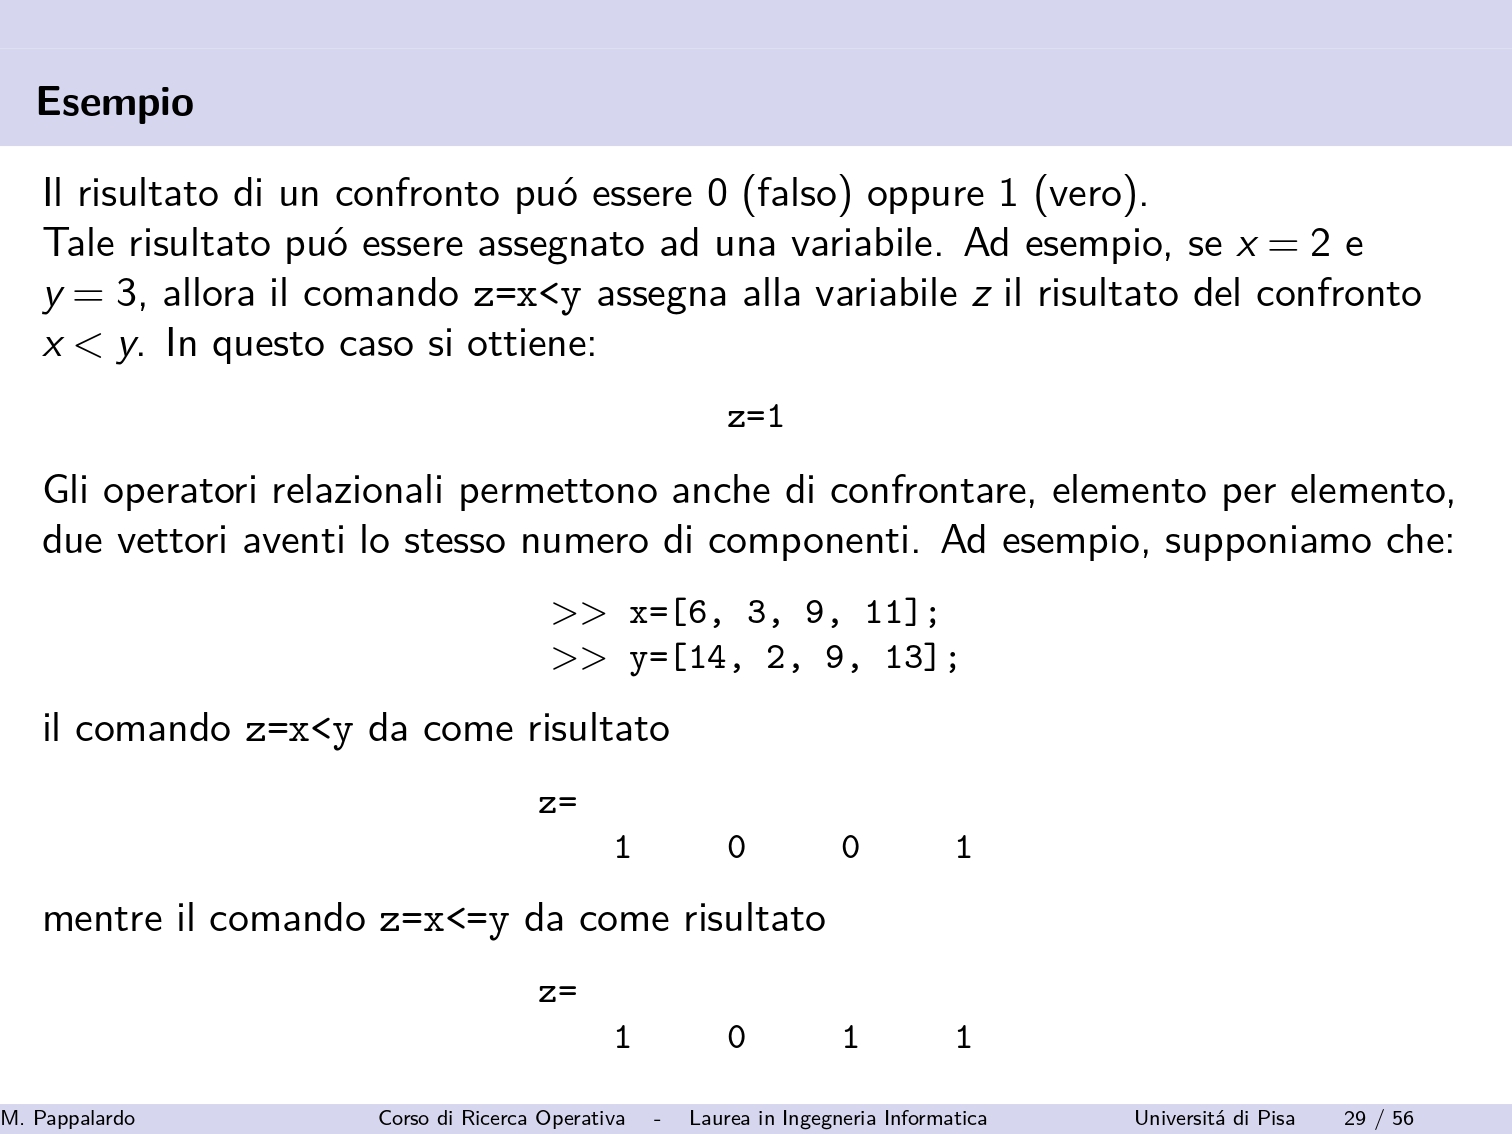 Esempio
Il risultato di un confronto puó essere 0 (falso) oppure 1 (vero).
Tale risultato puó essere assegnato ad una variabile. Ad esempio, se x = 2 e
y = 3, allora il comando z=x<y assegna alla variabile z il risultato del confronto
x < y. In questo caso si ottiene:
z=1
Gli operatori relazionali permettono anche di confrontare, elemento per elemento,
due vettori aventi lo stesso numero di componenti. Ad esempio, supponiamo che:
>> x=[6, 3, 9, 11];
>> y=[14, 2, 9, 13];
il comando z=x<y da come risultato
z=
1 0 0 1
mentre il comando z=x<=y da come risultato
z=
1 0 1 1
M. Pappalardo Corso di Ricerca Operativa - Laurea in Ingegneria Informatica Universitá di Pisa 29 / 56